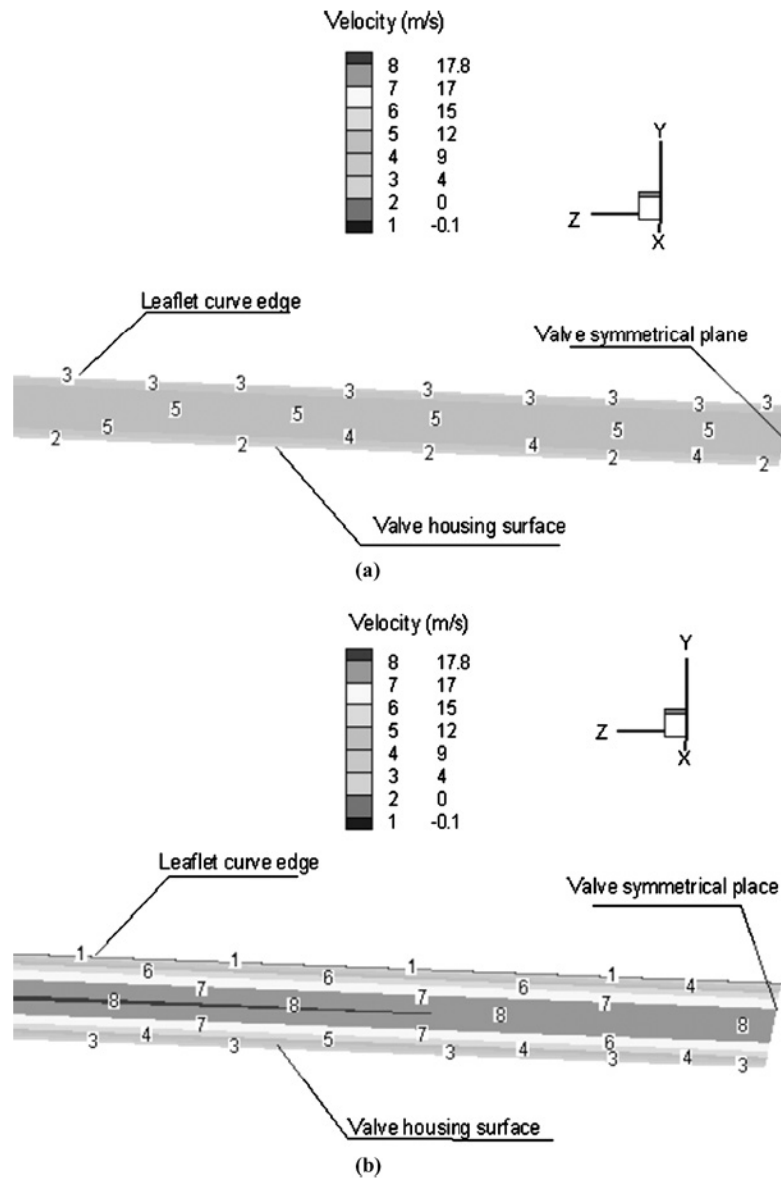 Velocity (m/s)
8 17.8
7 17
6 15
5 12
4 9
3 4
2 0
1 -0.1
Y
Z
X
Leaflet curve edge
Valve symmetrical plane
3 3 3 3 3 3 3 3 3
5 5 5 5 5 5
2 2 4 2 4 2 4 2
Valve housing surface
(a)
Velocity (m/s)
8 17.8
7 17
6 15
5 12
4 9
3 4
2 0
1 -0.1
Y
Z
X
Leaflet curve edge
Valve symmetrical place
1 1 1 1 4
6 6 6
7 7 7
8 8 8 8
3 4 7 3 5 7 3 4 6 3 4 3
Valve housing surface
(b)